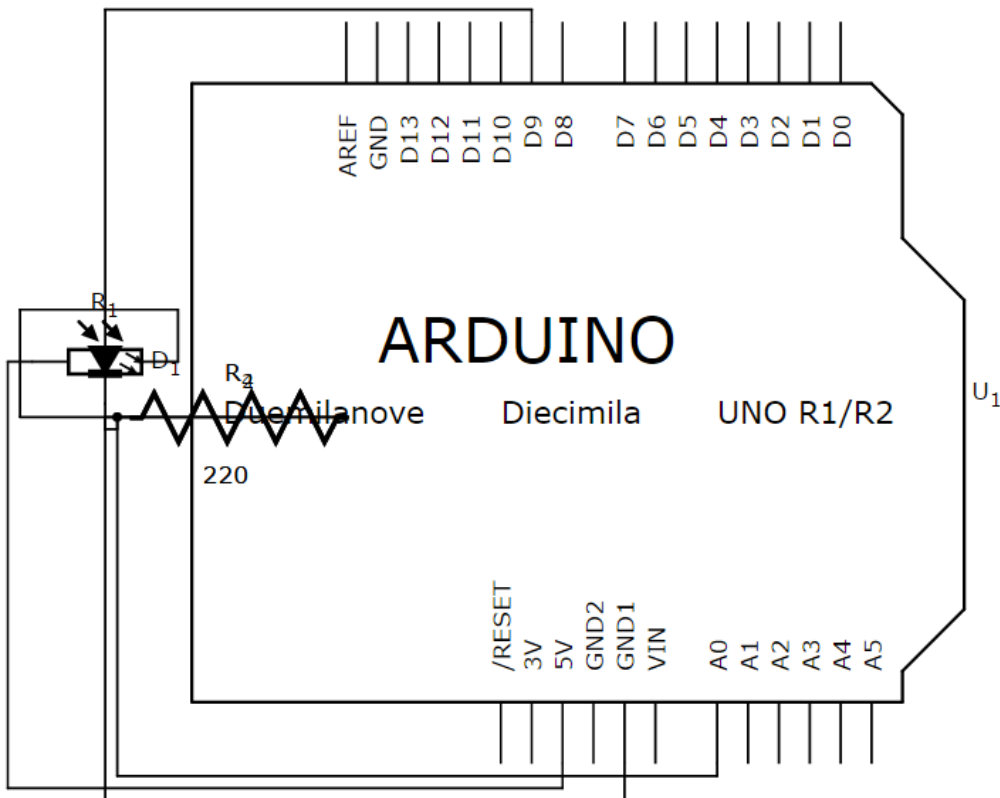 AREF
GND
D13
D12
D11
D10
D9
D8
D7
D6
D5
D4
D3
D2
D1
D0
R1
D1
ARDUINO
Duemilanove Diecimila UNO R1/R2
U1
220
/RESET
3V
5V
GND2
GND1
VIN
A0
A1
A2
A3
A4
A5